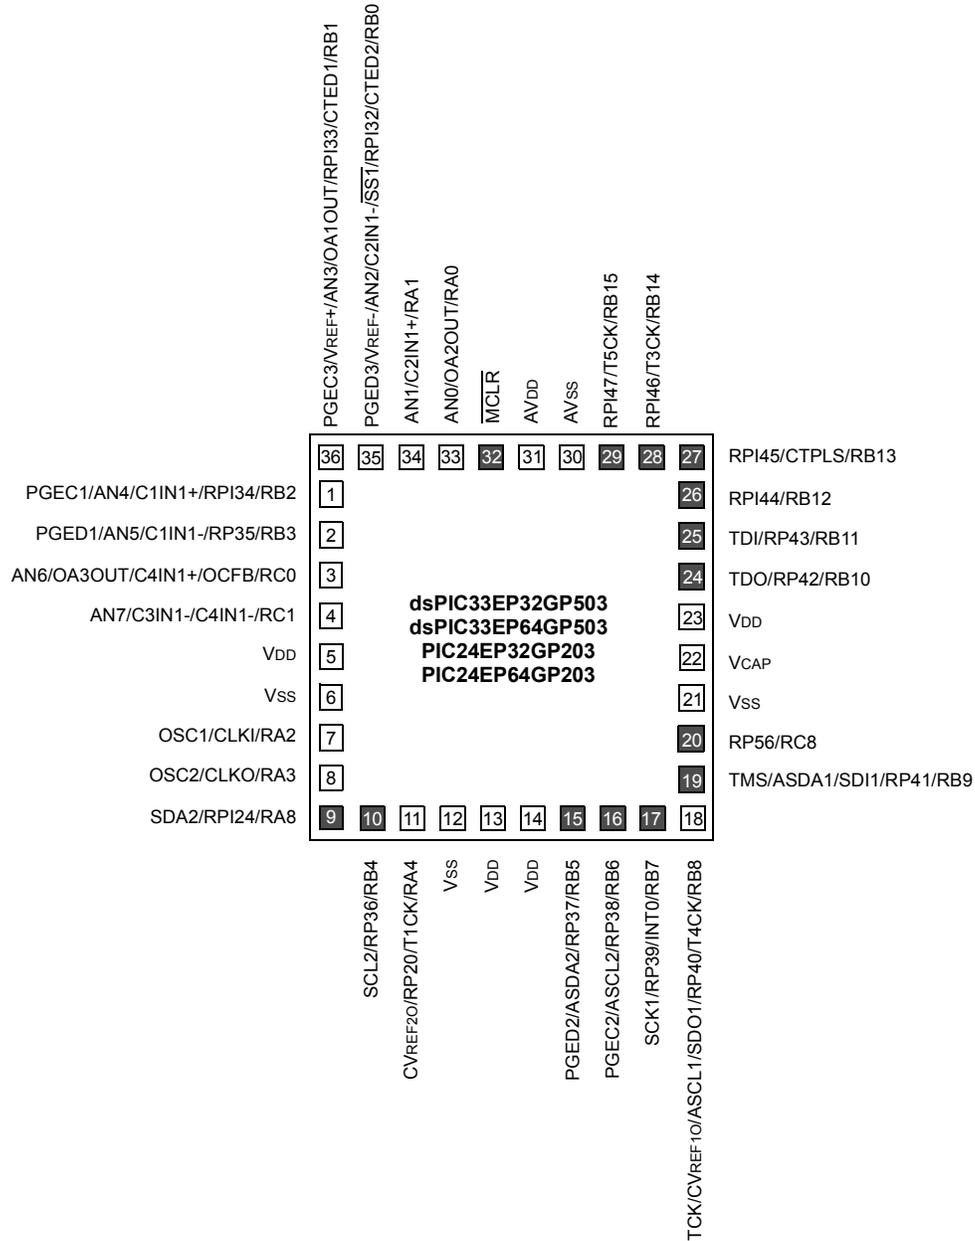 PGEC3/VREF+/AN3/OA1OUT/RPI33/CTED1/RB1
PGED3/VREF-/AN2/C2IN1-/SS1/RPI32/CTED2/RB0
AN1/C2IN1+/RA1
AN0/OA2OUT/RA0
MCLR
AVDD
AVSS
RPI47/T5CK/RB15
RPI46/T3CK/RB14
36 35 34 33 32 31 30 29 28 27 RPI45/CTPLS/RB13
PGEC1/AN4/C1IN1+/RPI34/RB2 1 26 RPI44/RB12
PGED1/AN5/C1IN1-/RP35/RB3 2 25 TDI/RP43/RB11
AN6/OA3OUT/C4IN1+/OCFB/RC0 3 24 TDO/RP42/RB10
AN7/C3IN1-/C4IN1-/RC1 4 23 VDD
VDD 5 22 VCAP
VSS 6 21 VSS
OSC1/CLKI/RA2 7 20 RP56/RC8
OSC2/CLKO/RA3 8 19 TMS/ASDA1/SDI1/RP41/RB9
dsPIC33EP32GP503
dsPIC33EP64GP503
PIC24EP32GP203
PIC24EP64GP203
SDA2/RPI24/RA8 9 10 11 12 13 14 15 16 17 18
SCL2/RP36/RB4
CVREF2O/RP20/T1CK/RA4
VSS
VDD
VDD
PGED2/ASDA2/RP37/RB5
PGEC2/ASCL2/RP38/RB6
SCK1/RP39/INT0/RB7
TCK/CVREF1O/ASCL1/SDO1/RP40/T4CK/RB8